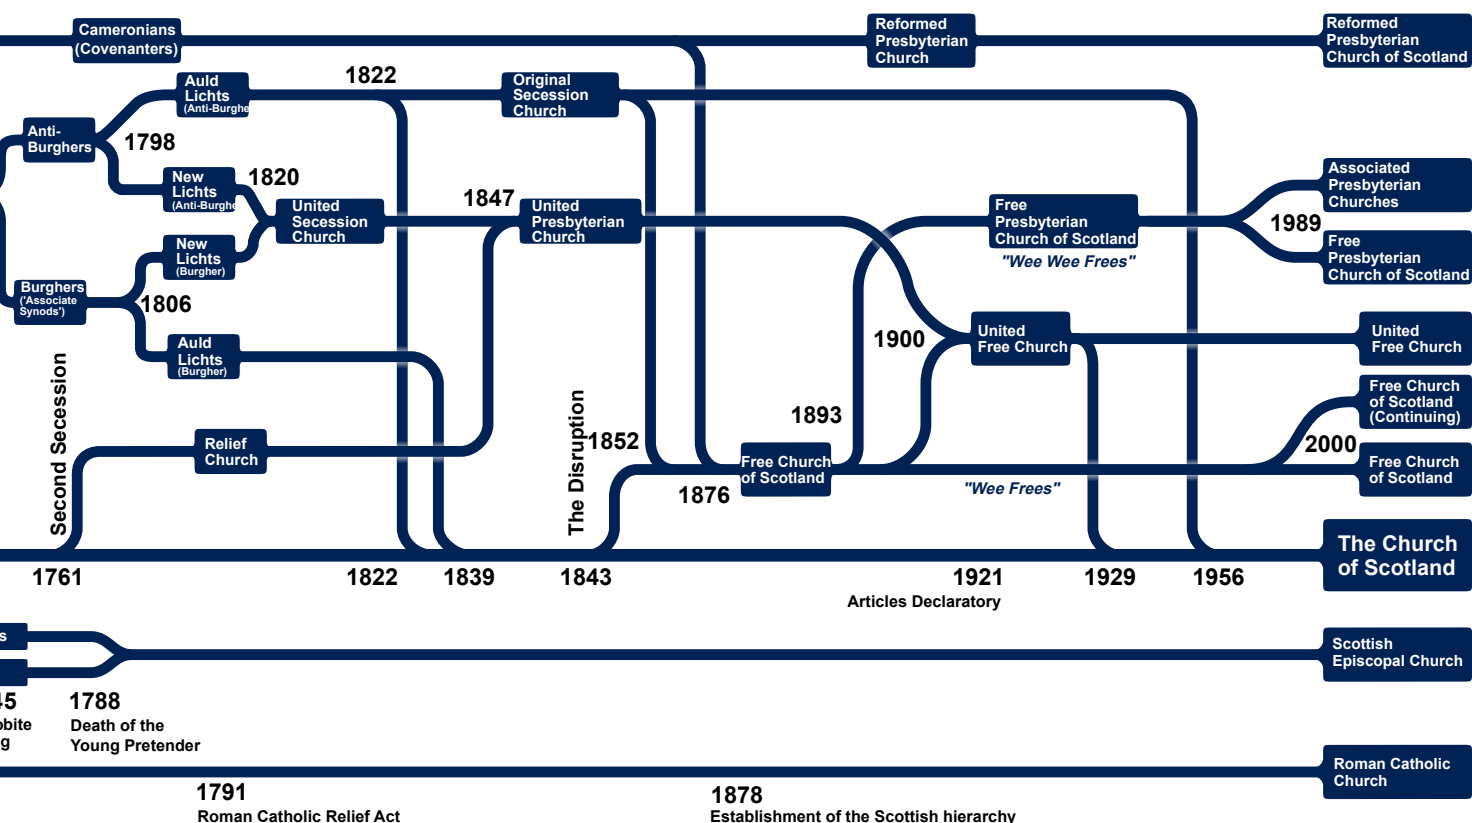 Cameronians
(Covenanters)
Reformed
Presbyterian
Church
Reformed
Presbyterian
Church of Scotland
Auld
Lichts
(Anti-Burghe
1822
Original
Secession
Church
Anti-
Burghers
1798
New
Lichts
(Anti-Burghe
1820
United
Secession
Church
1847
United
Presbyterian
Church
Free
Presbyterian
Church of Scotland
"Wee Wee Frees"
Associated
Presbyterian
Churches
1989
Free
Presbyterian
Church of Scotland
New
Lichts
(Burgher)
Burghers
('Associate
Synods')
1806
Auld
Lichts
(Burgher)
1900
United
Free Church
United
Free Church
Second Secession
Relief
Church
The Disruption
1852
1893
Free Church
of Scotland
1876
"Wee Frees"
Free Church
of Scotland
(Continuing)
2000
Free Church
of Scotland
The Church
of Scotland
1761
1822
1839
1843
1921
1929
1956
Articles Declaratory
s
Scottish
Episcopal Church
45
obite
g
1788
Death of the
Young Pretender
Roman Catholic
Church
1791
Roman Catholic Relief Act
1878
Establishment of the Scottish hierarchy